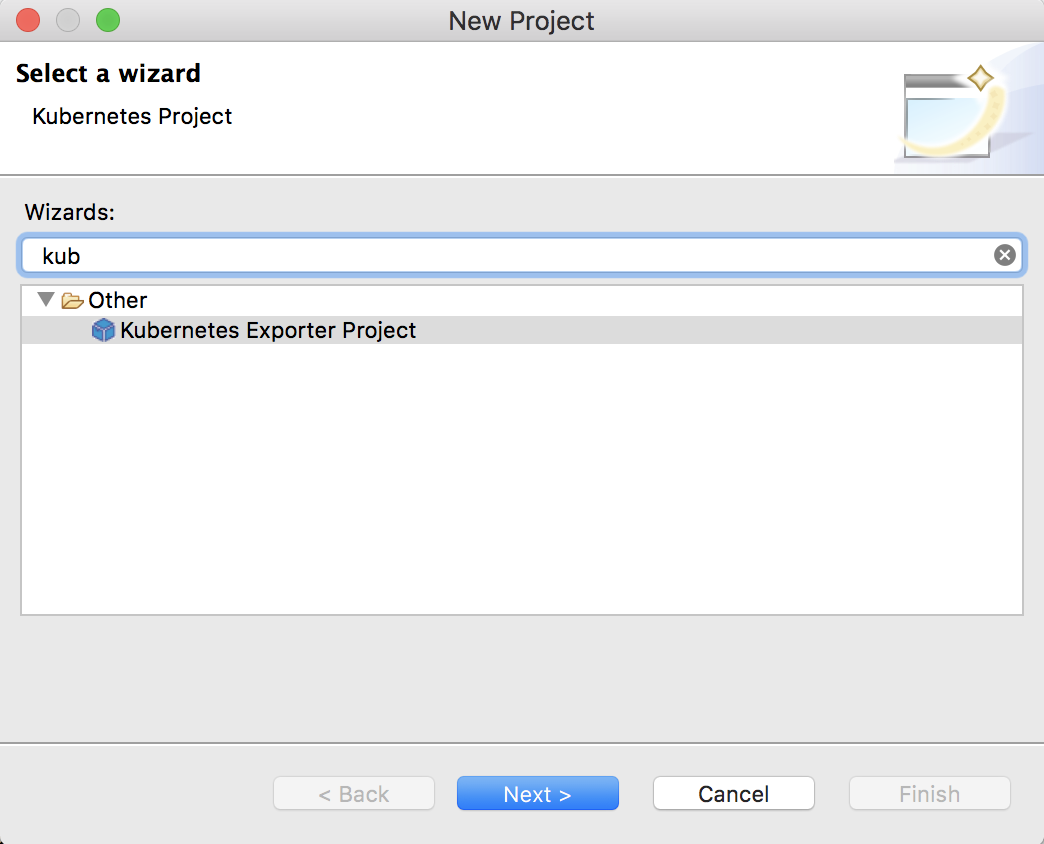 New Project
Select a wizard
Kubernetes Project
Wizards:
kub
Other
Kubernetes Exporter Project
< Back
Next >
Cancel
Finish